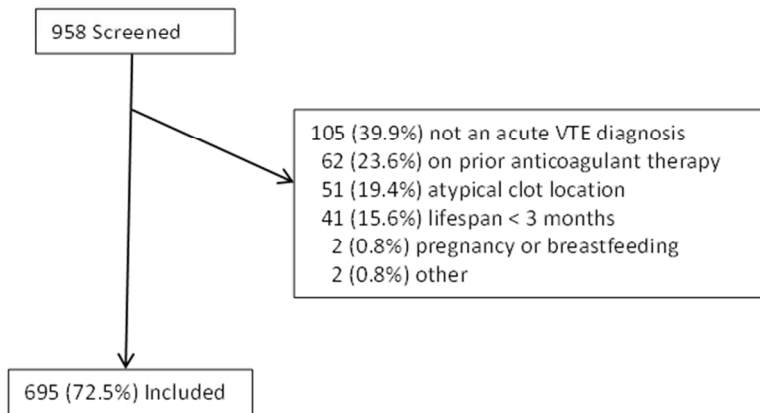 958 Screened
105 (39.9%) not an acute VTE diagnosis
62 (23.6%) on prior anticoagulant therapy
51 (19.4%) atypical clot location
41 (15.6%) lifespan < 3 months
2 (0.8%) pregnancy or breastfeeding
2 (0.8%) other
695 (72.5%) Included